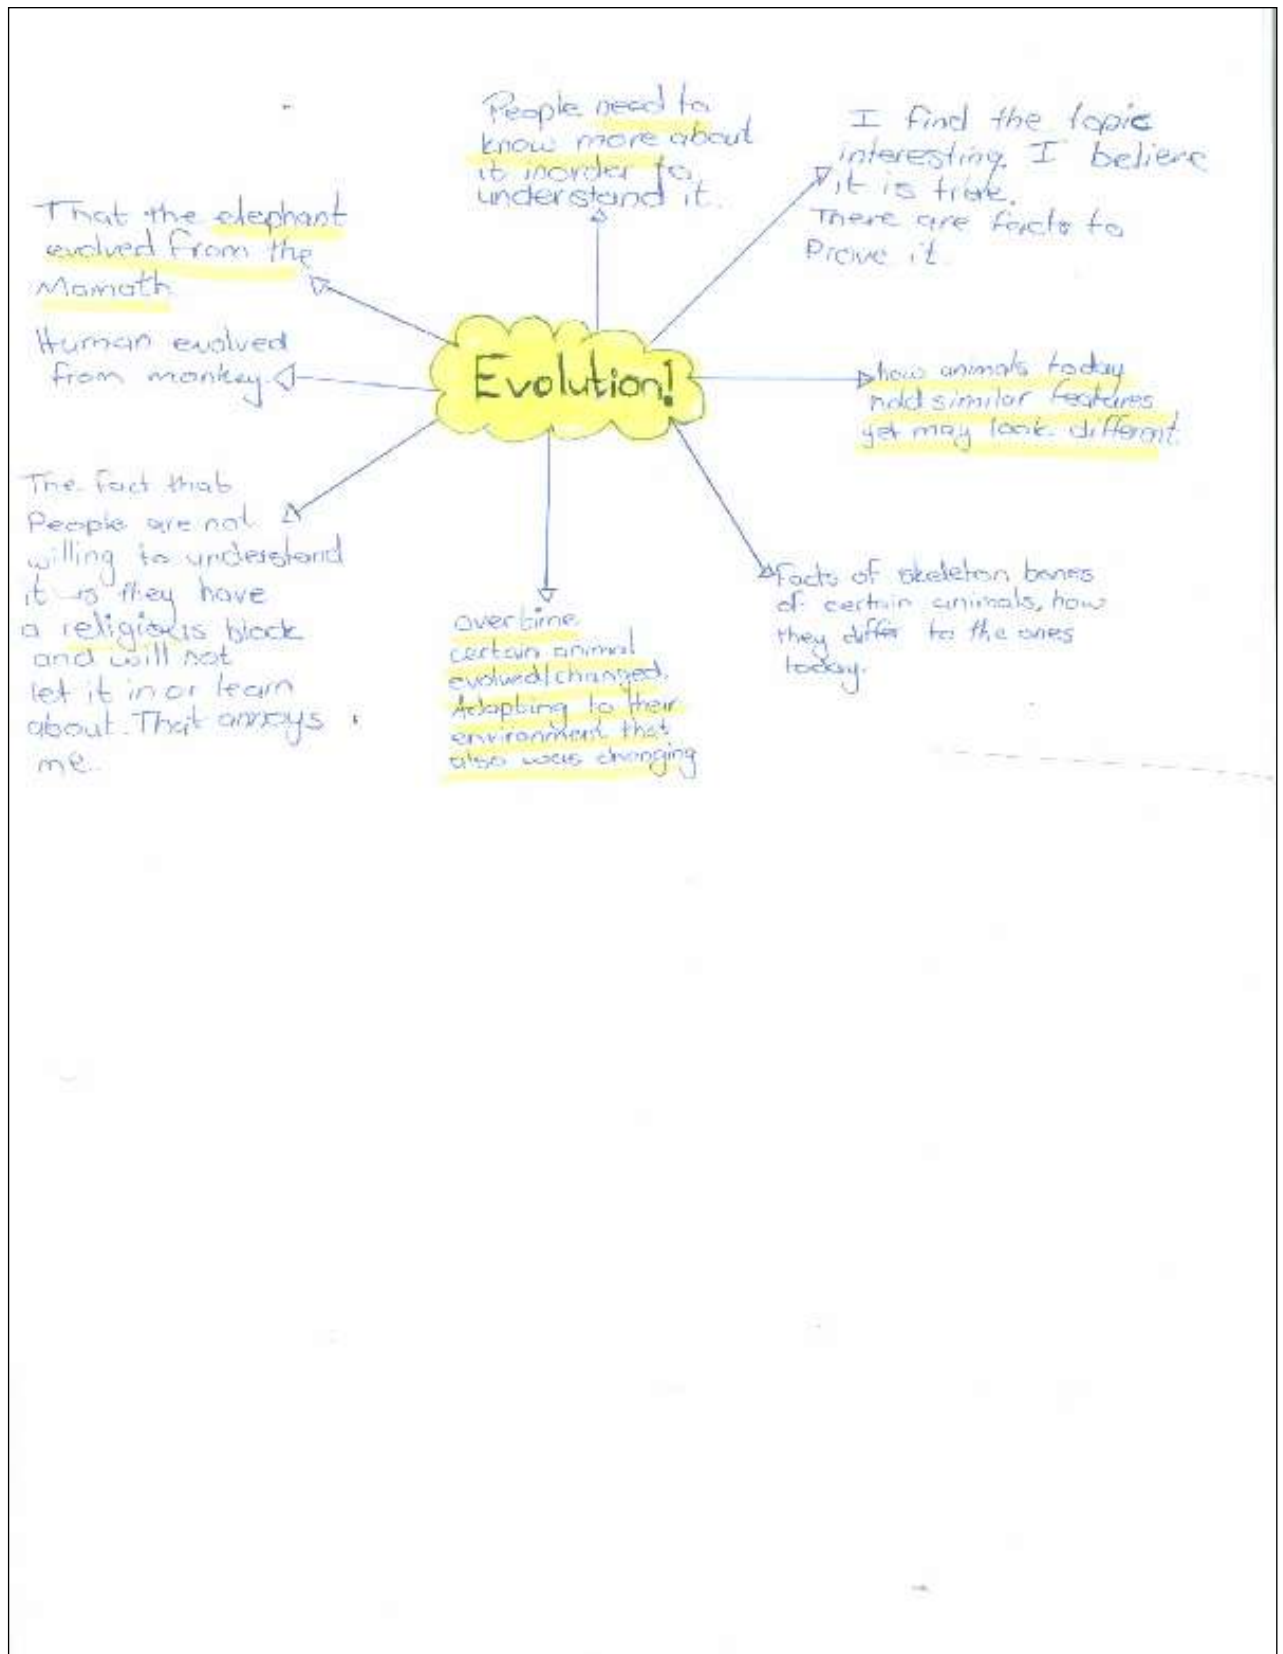 People need to
know more about
it inorder to
understand it.
I find the topic
interesting. I believe
it is true.
There are facts to
Prove it.
That the elephant
evolved from the
Mamoth
Human evolved
from monkey.
Evolution!
how animals today
hold similar features
yet may look different.
The fact that
People are not
willing to understand
it is they have
a religious block
and will not
let it in or learn
about. That annoys
me.
overtime
certain animal
evolved/changed.
Adapting to their
environment that
also was changing
Facts of skeleton bones
of certain animals, how
they differ to the ones
today.